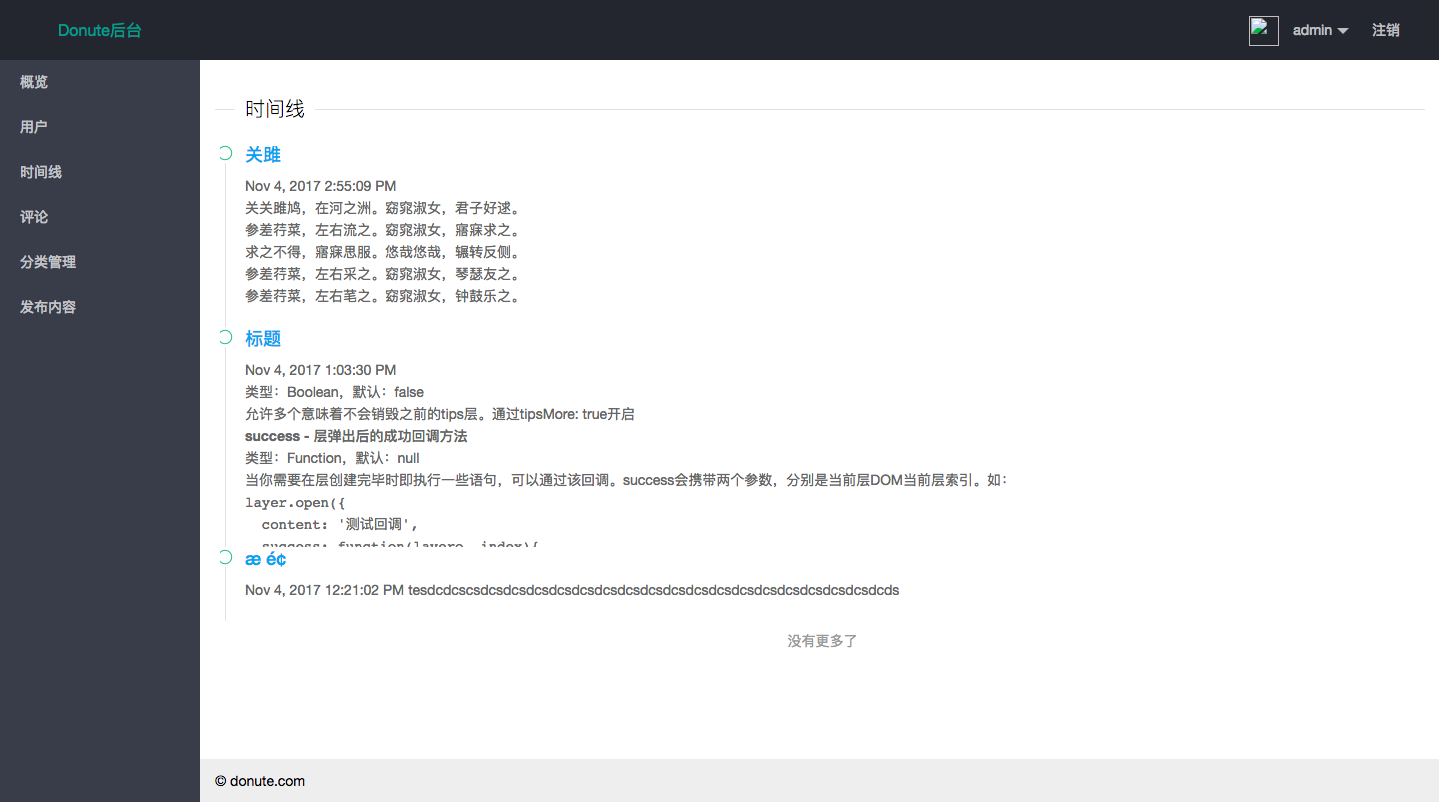 Donute后台
admin
注销
概览
用户
时间线
评论
分类管理
发布内容
时间线
关雎
Nov 4, 2017 2:55:09 PM
关关雎鸠，在河之洲。窈窕淑女，君子好逑。
参差荇菜，左右流之。窈窕淑女，寤寐求之。
求之不得，寤寐思服。悠哉悠哉，辗转反侧。
参差荇菜，左右采之。窈窕淑女，琴瑟友之。
参差荇菜，左右笔之。窈窕淑女，钟鼓乐之。
标题
Nov 4, 2017 1:03:30 PM
类型：Boolean，默认：false
允许多个意味着不会销毁之前的tips层。通过tipsMore: true开启
success - 层弹出后的成功回调方法
类型：Function，默认：null
当你需要在层创建完毕时即执行一些语句，可以通过该回调。success会携带两个参数，分别是当前层DOM当前层索引。如：
layer.open({
content: '测试回调',
success: function(layero, index){
æ é¢
Nov 4, 2017 12:21:02 PM tesdcdcscsdcsdcsdcsdcsdcsdcsdcsdcsdcsdcsdcsdcsdcsdcsdcsdcsdcds
没有更多了
© donute.com